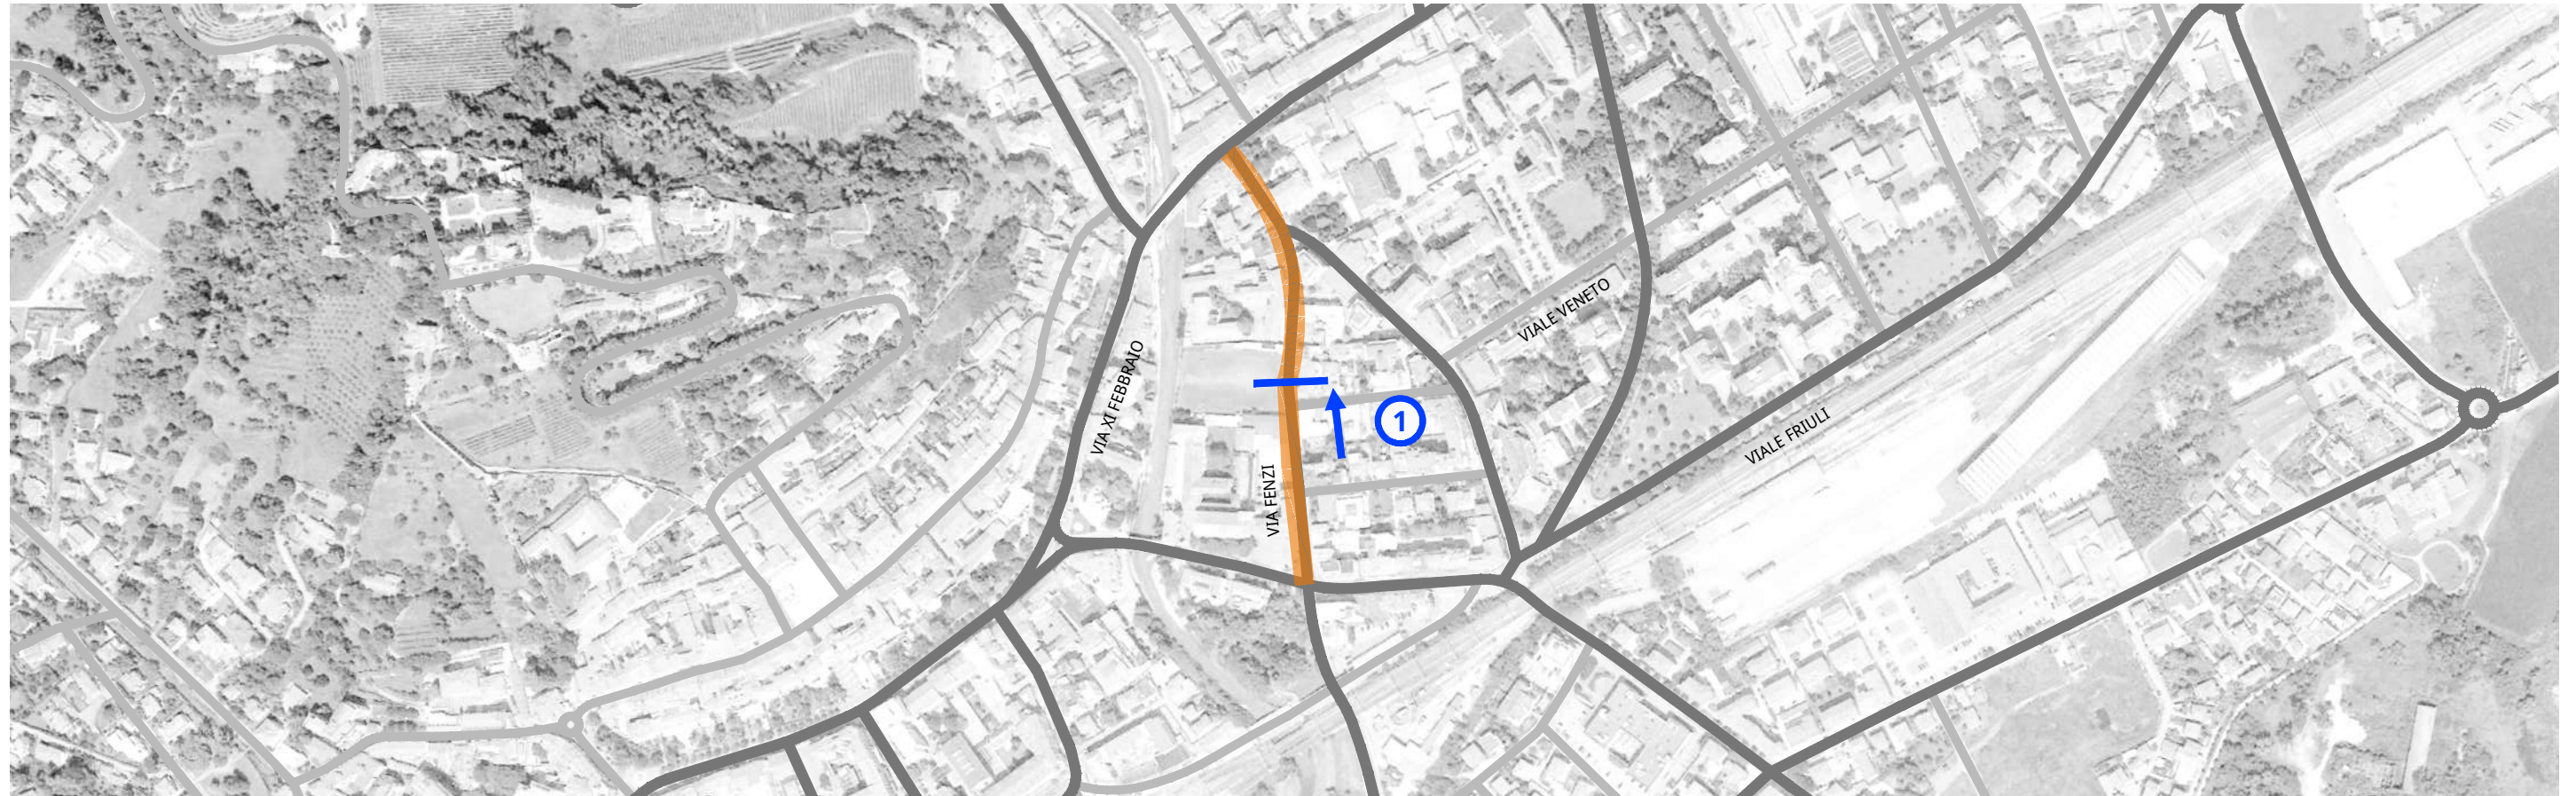 VIALE VENETO
VIA XI FEBBRAIO
1
VIALE FRIULI
VIA FENZI